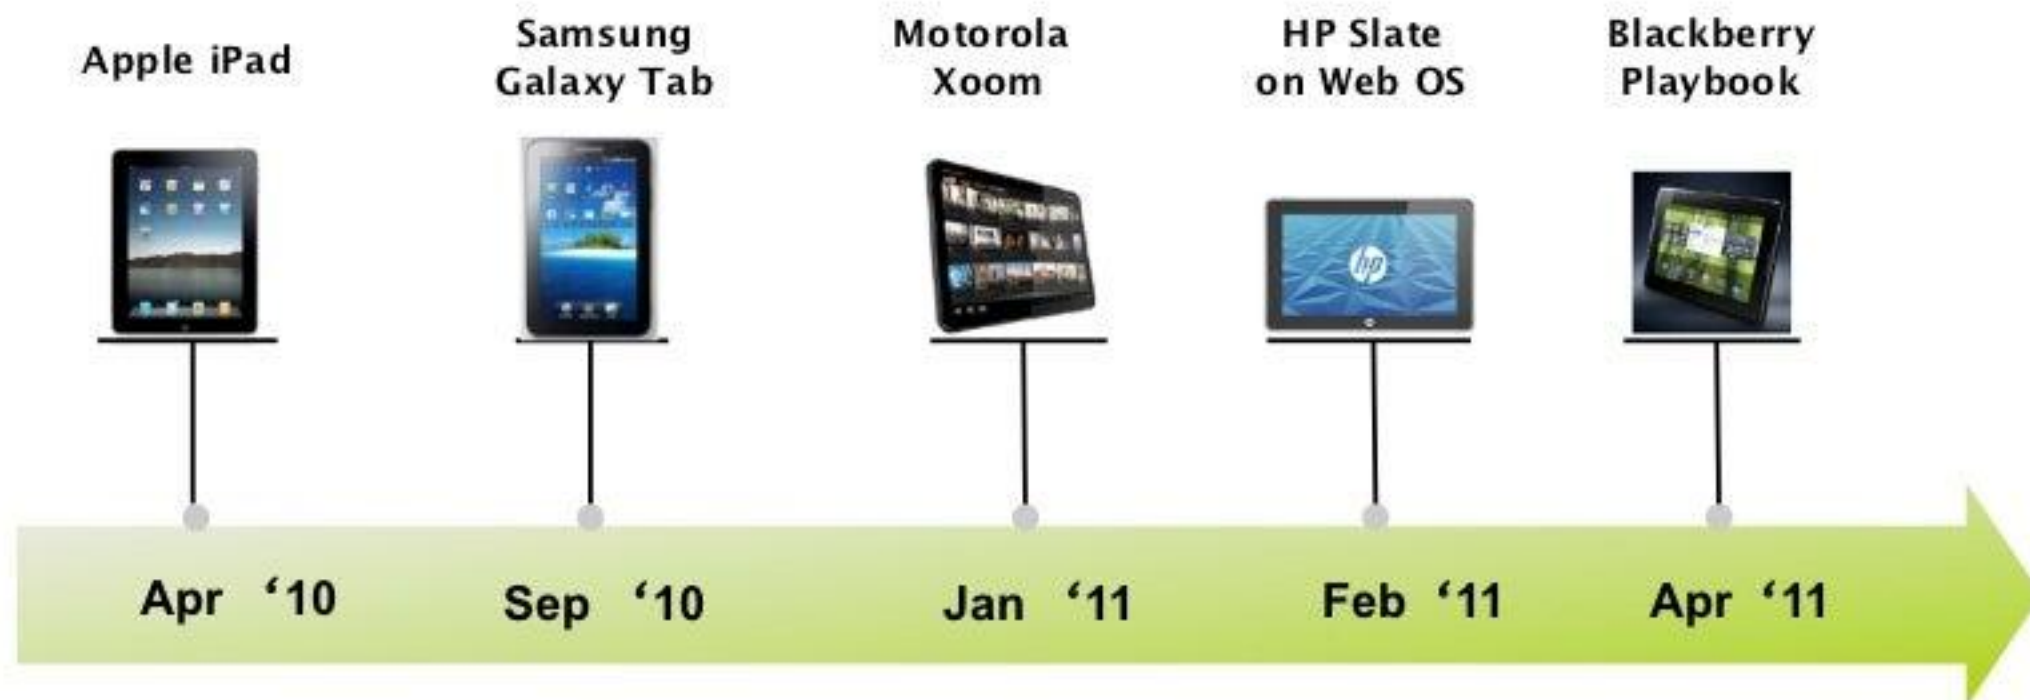 Apple iPad
Samsung
Galaxy Tab
Motorola
Xoom
HP Slate
on Web OS
Blackberry
Playbook
hp
Apr ‘10
Sep ‘10
Jan ‘11
Feb ‘11
Apr ‘11